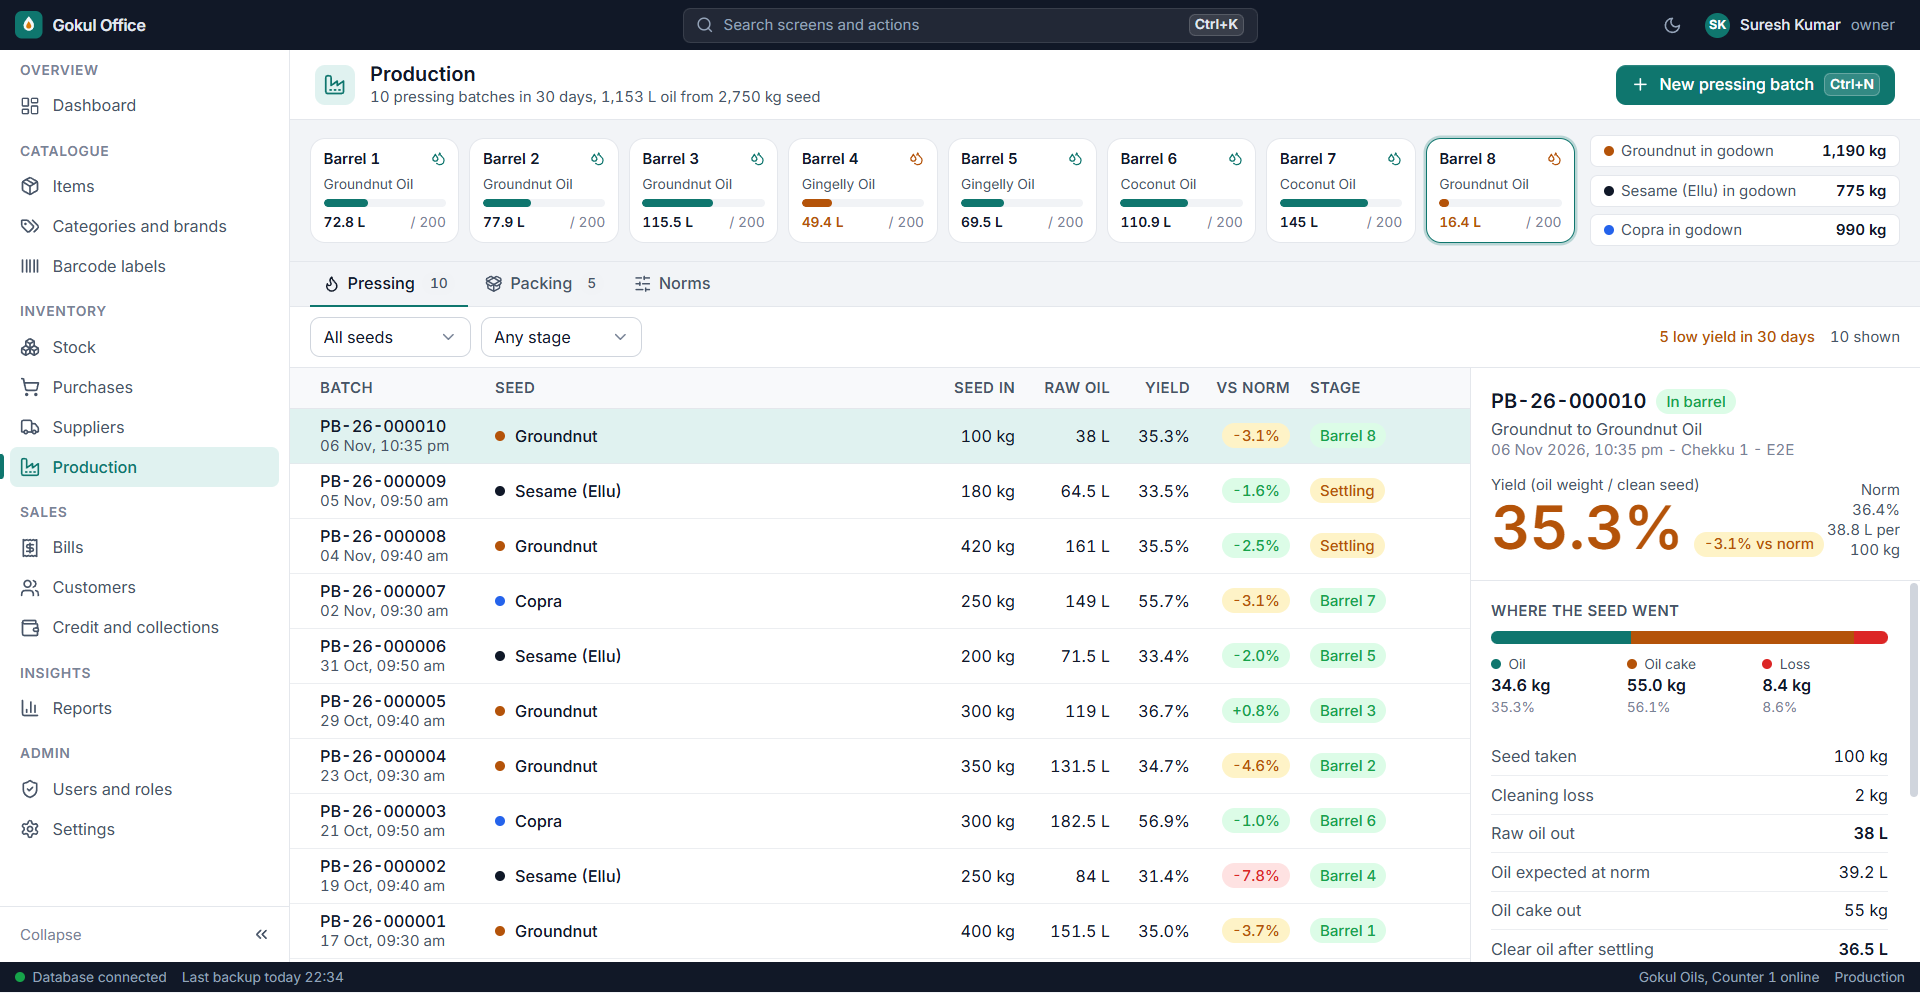 Gokul Office
Search screens and actions Ctrl+K
SK Suresh Kumar owner
OVERVIEW
Dashboard
CATALOGUE
Items
Categories and brands
Barcode labels
INVENTORY
Stock
Purchases
Suppliers
Production
SALES
Bills
Customers
Credit and collections
INSIGHTS
Reports
ADMIN
Users and roles
Settings
Collapse
Production
10 pressing batches in 30 days, 1,153 L oil from 2,750 kg seed
New pressing batch Ctrl+N
Barrel 1
Groundnut Oil
72.8 L / 200
Barrel 2
Groundnut Oil
77.9 L / 200
Barrel 3
Groundnut Oil
115.5 L / 200
Barrel 4
Gingelly Oil
49.4 L / 200
Barrel 5
Gingelly Oil
69.5 L / 200
Barrel 6
Coconut Oil
110.9 L / 200
Barrel 7
Coconut Oil
145 L / 200
Barrel 8
Groundnut Oil
16.4 L / 200
Groundnut in godown 1,190 kg
Sesame (Ellu) in godown 775 kg
Copra in godown 990 kg
Pressing 10 Packing 5 Norms
All seeds Any stage 5 low yield in 30 days 10 shown
BATCH SEED SEED IN RAW OIL YIELD VS NORM STAGE
PB-26-000010
06 Nov, 10:35 pm
Groundnut 100 kg 38 L 35.3% -3.1% Barrel 8
PB-26-000009
05 Nov, 09:50 am
Sesame (Ellu) 180 kg 64.5 L 33.5% -1.6% Settling
PB-26-000008
04 Nov, 09:40 am
Groundnut 420 kg 161 L 35.5% -2.5% Settling
PB-26-000007
02 Nov, 09:30 am
Copra 250 kg 149 L 55.7% -3.1% Barrel 7
PB-26-000006
31 Oct, 09:50 am
Sesame (Ellu) 200 kg 71.5 L 33.4% -2.0% Barrel 5
PB-26-000005
29 Oct, 09:40 am
Groundnut 300 kg 119 L 36.7% +0.8% Barrel 3
PB-26-000004
23 Oct, 09:30 am
Groundnut 350 kg 131.5 L 34.7% -4.6% Barrel 2
PB-26-000003
21 Oct, 09:50 am
Copra 300 kg 182.5 L 56.9% -1.0% Barrel 6
PB-26-000002
19 Oct, 09:40 am
Sesame (Ellu) 250 kg 84 L 31.4% -7.8% Barrel 4
PB-26-000001
17 Oct, 09:30 am
Groundnut 400 kg 151.5 L 35.0% -3.7% Barrel 1
PB-26-000010 In barrel
Groundnut to Groundnut Oil
06 Nov 2026, 10:35 pm - Chekku 1 - E2E
Yield (oil weight / clean seed)
35.3% -3.1% vs norm
Norm
36.4%
38.8 L per
100 kg
WHERE THE SEED WENT
Oil
34.6 kg
35.3%
Oil cake
55.0 kg
56.1%
Loss
8.4 kg
8.6%
Seed taken 100 kg
Cleaning loss 2 kg
Raw oil out 38 L
Oil expected at norm 39.2 L
Oil cake out 55 kg
Clear oil after settling 36.5 L
Database connected Last backup today 22:34
Gokul Oils, Counter 1 online Production